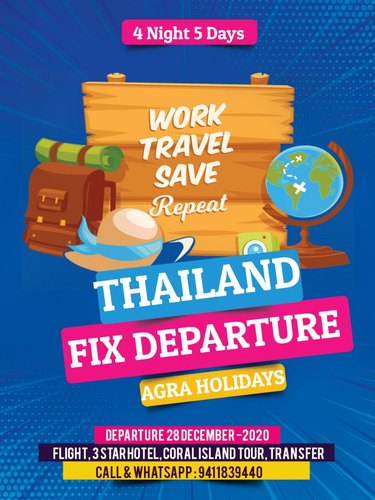 4 Night 5 Days
WORK
TRAVEL
SAVE
Repeat
THAILAND
FIX DEPARTURE
AGRA HOLIDAYS
DEPARTURE 28 DECEMBER -2020
FLIGHT, 3 STAR HOTEL, CORAL ISLAND TOUR, TRANSFER
CALL & WHATSAPP : 9411839440